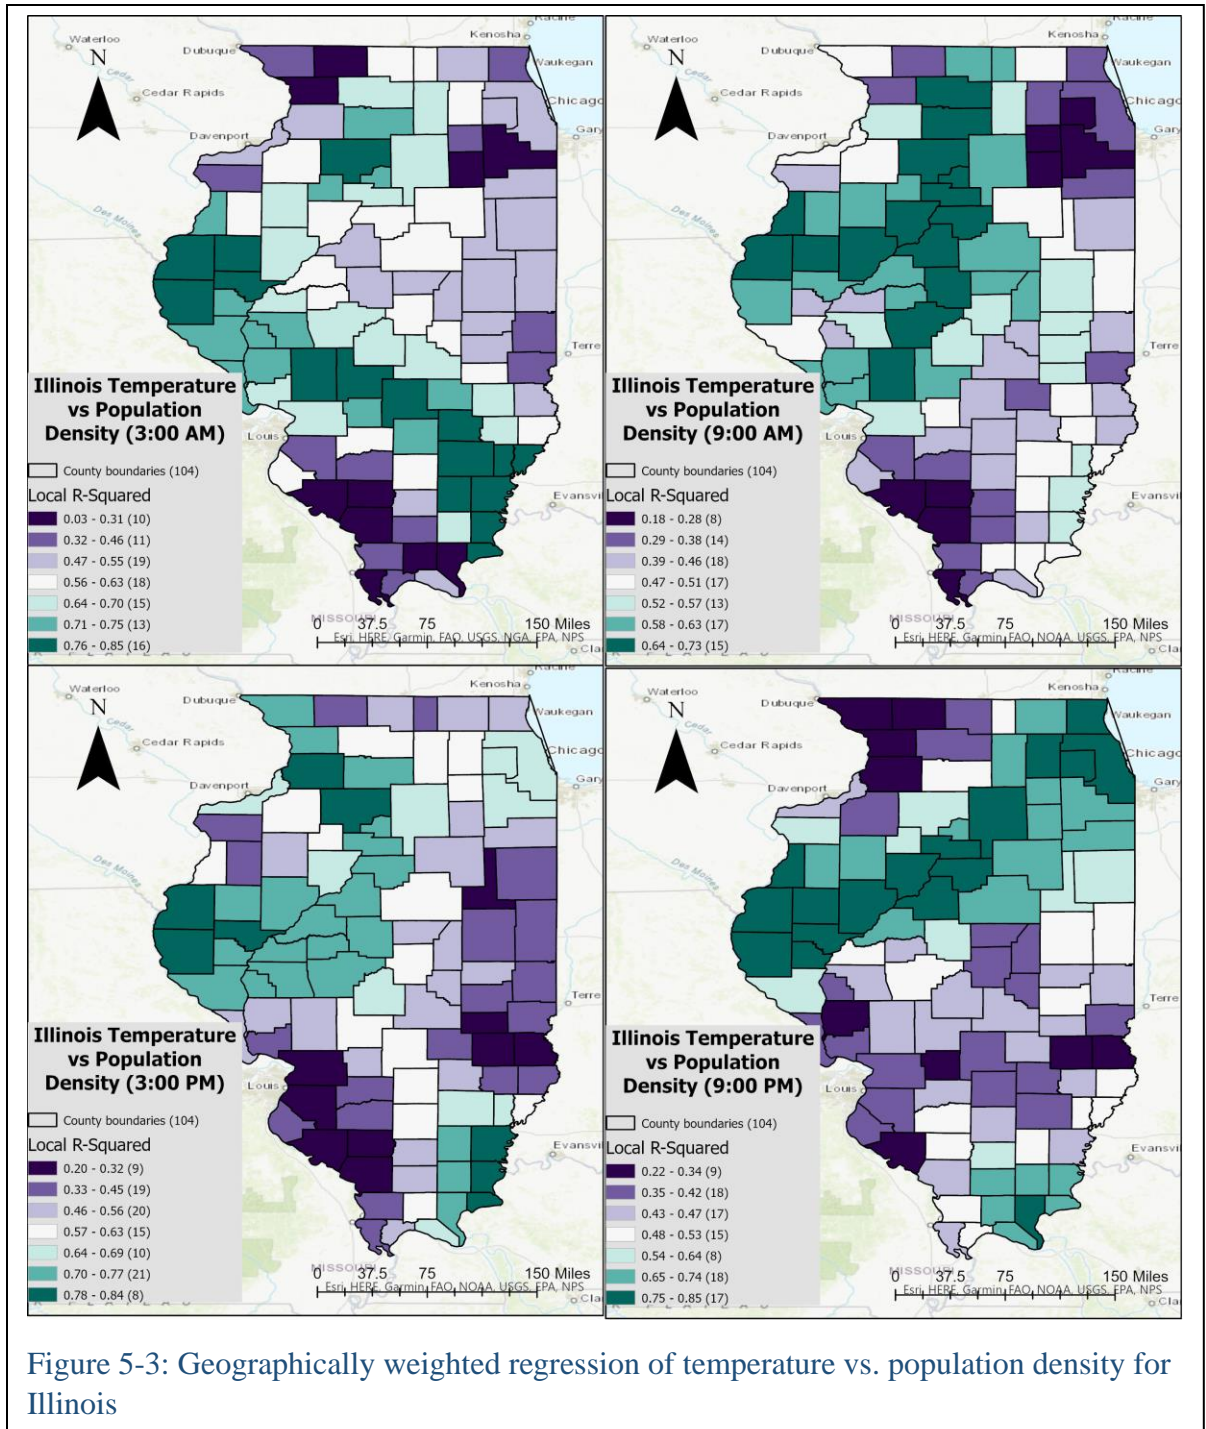 Racine
Waterloo
Kenosha
Dubuque
N
Waukegan
Cedar
Cedar Rapids
Chicago
Davenport
Gary
Des Moines
Terre
Illinois Temperature
vs Population
Density (3:00 AM)
Louis
County boundaries (104)
Local R-Squared
Evansvi
0.03 - 0.31 (10)
0.32 - 0.46 (11)
0.47 - 0.55 (19)
0.56 - 0.63 (18)
0.64 - 0.70 (15)
MISSOURI
0.71 - 0.75 (13)
0 37.5 75 150 Miles
Esri, HERE, Garmin, FAO, USGS, NGA, EPA, NPS
0.76 - 0.85 (16)
Cla
Racine
Waterloo
Kenosha
Dubuque
N
Waukegan
Cedar
Cedar Rapids
Chicago
Davenport
Gary
Des Moines
Terre
Illinois Temperature
vs Population
Density (9:00 AM)
Louis
County boundaries (104)
Local R-Squared
Evansvi
0.18 - 0.28 (8)
0.29 - 0.38 (14)
0.39 - 0.46 (18)
0.47 - 0.51 (17)
0.52 - 0.57 (13)
MISSOURI
0.58 - 0.63 (17)
0 37.5 75 150 Miles
Esri, HERE, Garmin, FAO, NOAA, USGS, EPA, NPS
0.64 - 0.73 (15)
Cla
Racine
Waterloo
Kenosha
Dubuque
N
Waukegan
Cedar
Cedar Rapids
Chicago
Davenport
Gary
Des Moines
Terre
Illinois Temperature
vs Population
Density (3:00 PM)
Louis
County boundaries (104)
Local R-Squared
Evansvi
0.20 - 0.32 (9)
0.33 - 0.45 (19)
0.46 - 0.56 (20)
0.57 - 0.63 (15)
0.64 - 0.69 (10)
MISSOURI
0.70 - 0.77 (21)
0 37.5 75 150 Miles
Esri, HERE, Garmin, FAO, NOAA, USGS, EPA, NPS
0.78 - 0.84 (8)
Cla
Racine
Waterloo
Kenosha
Dubuque
N
Waukegan
Cedar
Cedar Rapids
Chicago
Davenport
Gary
Des Moines
Terre
Illinois Temperature
vs Population
Density (9:00 PM)
Louis
County boundaries (104)
Local R-Squared
Evansvi
0.22 - 0.34 (9)
0.35 - 0.42 (18)
0.43 - 0.47 (17)
0.48 - 0.53 (15)
0.54 - 0.64 (8)
MISSOURI
0.65 - 0.74 (18)
0 37.5 75 150 Miles
Esri, HERE, Garmin, FAO, NOAA, USGS, EPA, NPS
0.75 - 0.85 (17)
Cla
Figure 5-3: Geographically weighted regression of temperature vs. population density for
Illinois